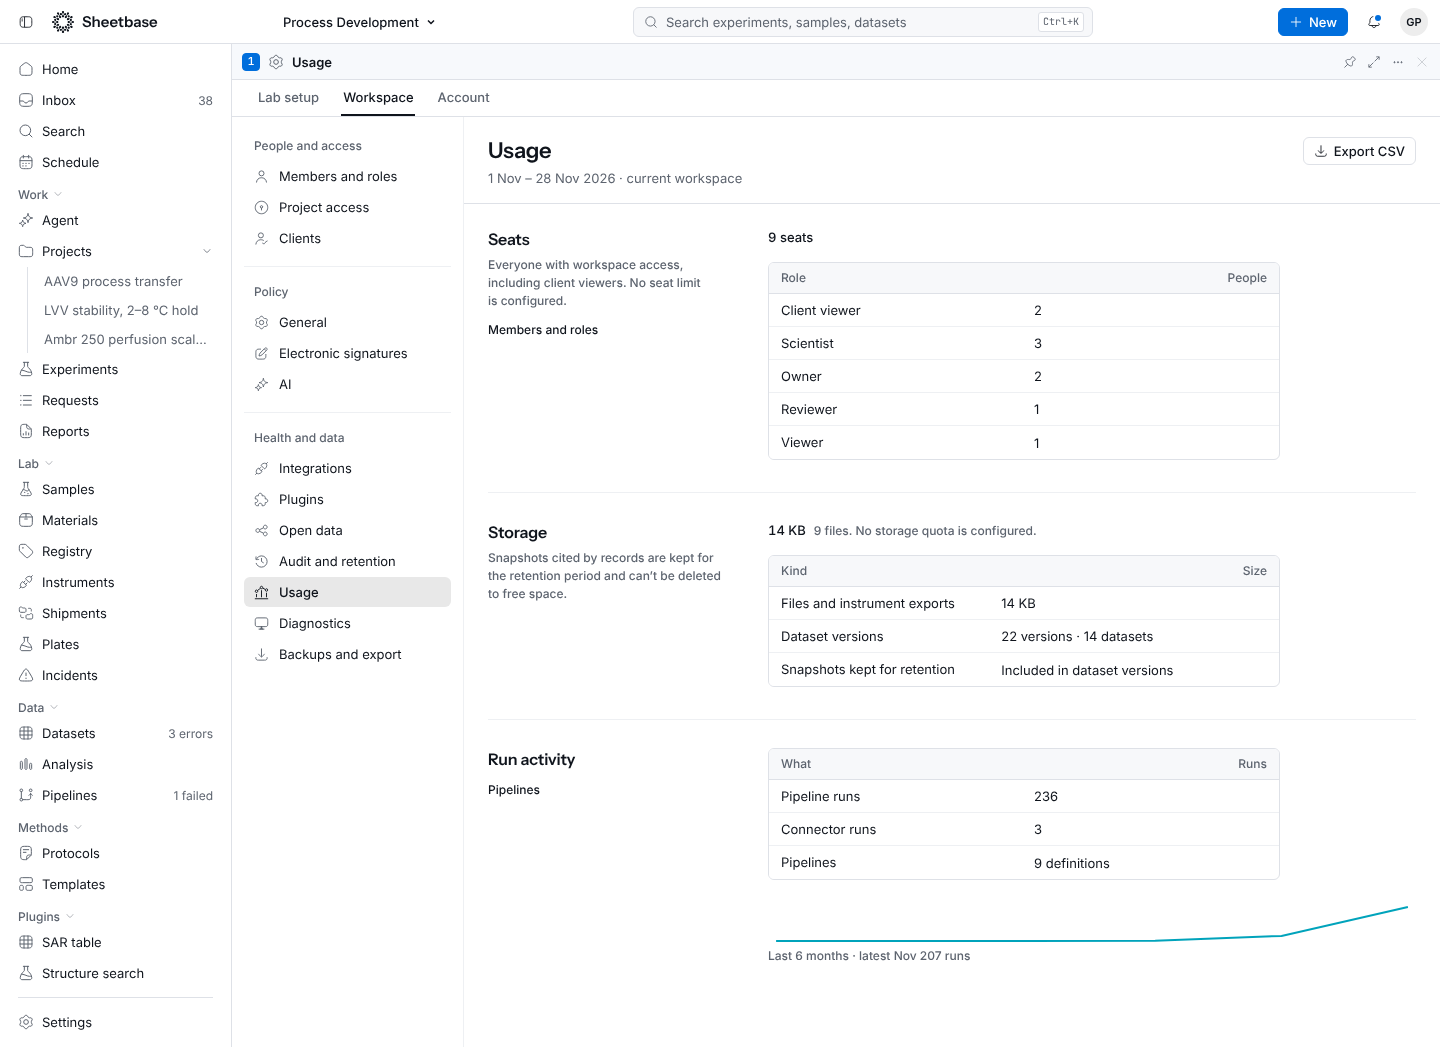 Sheetbase
Process Development
Search experiments, samples, datasets
Ctrl+K
New
GP
Home
Inbox 38
Search
Schedule
Work
Agent
Projects
AAV9 process transfer
LVV stability, 2–8 °C hold
Ambr 250 perfusion scal...
Experiments
Requests
Reports
Lab
Samples
Materials
Registry
Instruments
Shipments
Plates
Incidents
Data
Datasets 3 errors
Analysis
Pipelines 1 failed
Methods
Protocols
Templates
Plugins
SAR table
Structure search
Settings
1 Usage
Lab setup Workspace Account
People and access
Members and roles
Project access
Clients
Policy
General
Electronic signatures
AI
Health and data
Integrations
Plugins
Open data
Audit and retention
Usage
Diagnostics
Backups and export
Usage
1 Nov – 28 Nov 2026 · current workspace
Export CSV
Seats
Everyone with workspace access,
including client viewers. No seat limit
is configured.
Members and roles
9 seats
Role People
Client viewer 2
Scientist 3
Owner 2
Reviewer 1
Viewer 1
Storage
Snapshots cited by records are kept for
the retention period and can’t be deleted
to free space.
14 KB 9 files. No storage quota is configured.
Kind Size
Files and instrument exports 14 KB
Dataset versions 22 versions · 14 datasets
Snapshots kept for retention Included in dataset versions
Run activity
Pipelines
What Runs
Pipeline runs 236
Connector runs 3
Pipelines 9 definitions
Last 6 months · latest Nov 207 runs